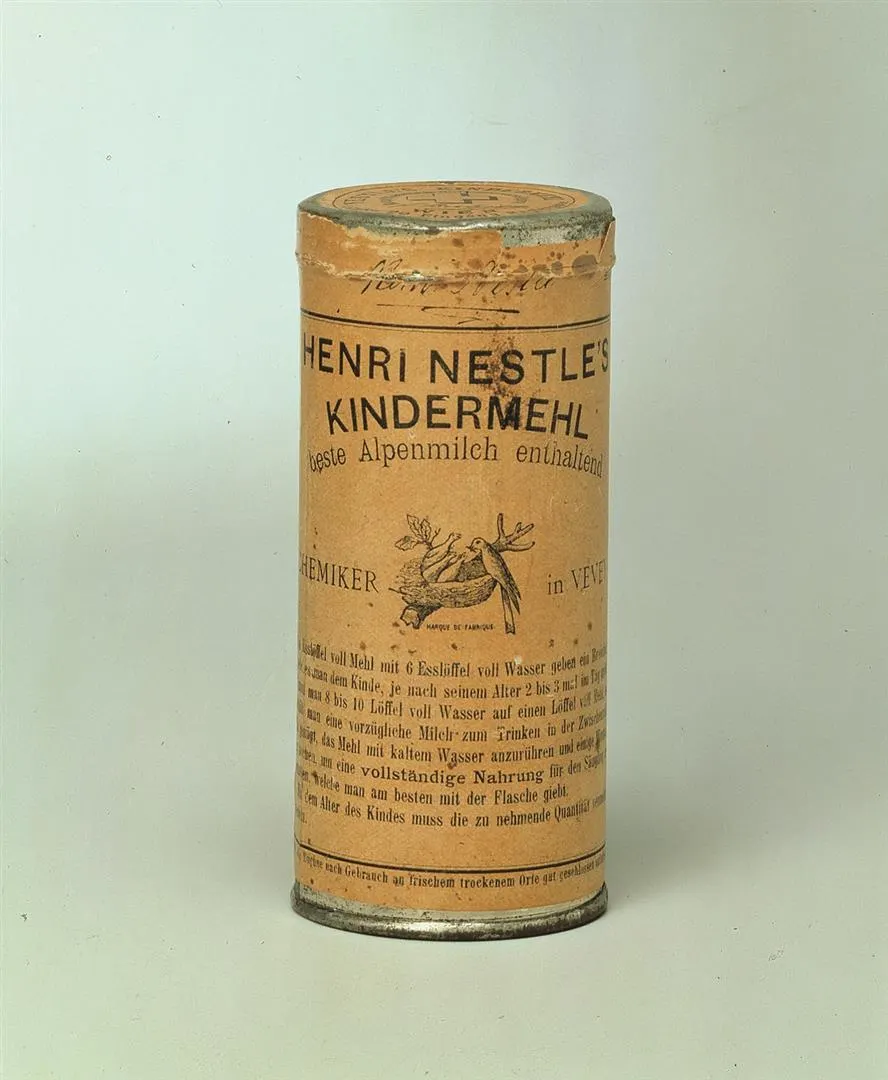 HENRI NESTLE'S
KINDERMEHL
beste Alpenmilch enthaltend
CHEMIKER in VEVEY
MARQUE DE FABRIQUE
Esslöffel voll Mehl mit 6 Esslöffel voll Wasser geben ein
man dem Kinde, je nach seinem Alter 2 bis 3 mal im Tag
man 8 bis 10 Löffel voll Wasser auf einen Löffel voll
man eine vorzügliche Milch zum Trinken in der
das Mehl mit kaltem Wasser anzurühren und einige
um eine vollständige Nahrung für den
welche man am besten mit der Flasche giebt.
dem Alter des Kindes muss die zu nehmende Quantität
nach Gebrauch an frischem trockenem Orte gut geschlossen